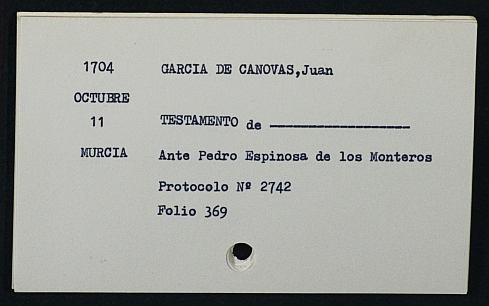 1704 GARCIA DE CANOVAS,Juan
OCTUBRE
11 TESTAMENTO de -------------------
MURCIA Ante Pedro Espinosa de los Monteros
Protocolo Nº 2742
Folio 369